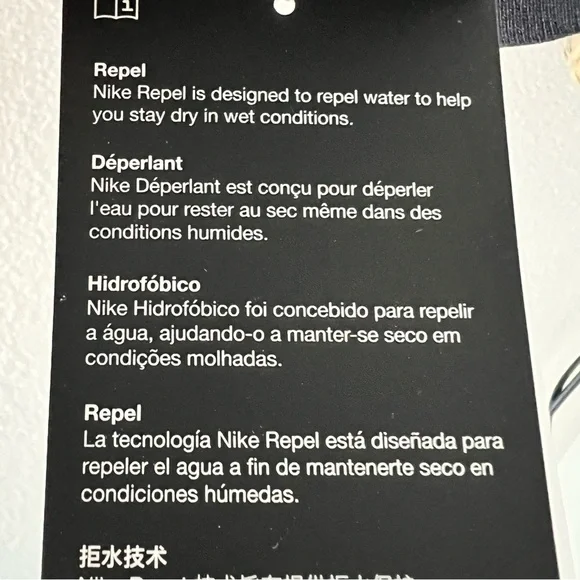 Repel
Nike Repel is designed to repel water to help
you stay dry in wet conditions.
Déperlant
Nike Déperlant est conçu pour déperler
l'eau pour rester au sec même dans des
conditions humides.
Hidrofóbico
Nike Hidrofóbico foi concebido para repelir
a água, ajudando-o a manter-se seco em
condições molhadas.
Repel
La tecnología Nike Repel está diseñada para
repeler el agua a fin de mantenerte seco en
condiciones húmedas.
拒水技术